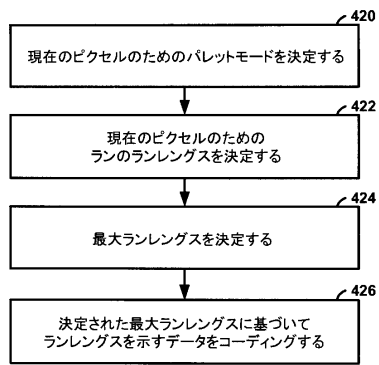 420
現在のピクセルのためのパレットモードを決定する
422
現在のピクセルのための
ランのランレングスを決定する
424
最大ランレングスを決定する
426
決定された最大ランレングスに基づいて
ランレングスを示すデータをコーディングする